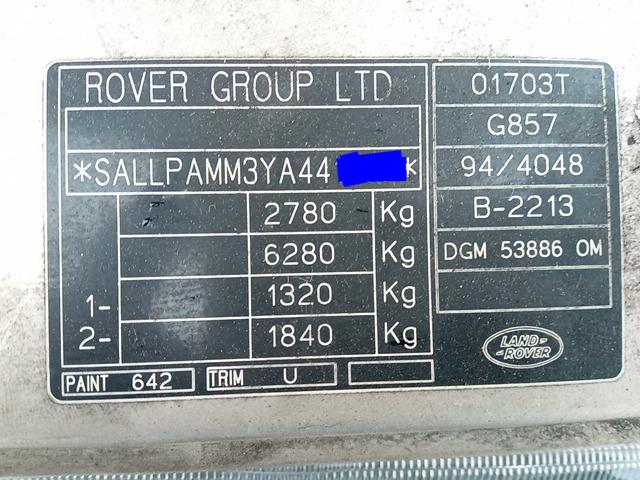 ROVER GROUP LTD
*SALLPAMM3YA44 *
2780 Kg
6280 Kg
1- 1320 Kg
2- 1840 Kg
PAINT 642 TRIM U
01703T
G857
94/4048
B-2213
DGM 53886 OM
LAND-
-ROVER